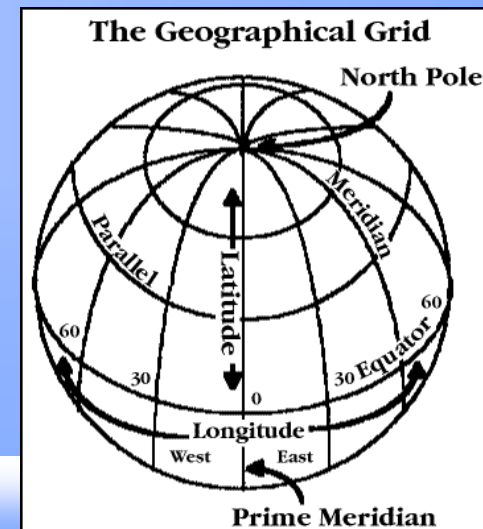 The Geographical Grid
North Pole
Meridian
Parallel
Latitude
60
60
Equator
30
30
0
Longitude
West
East
Prime Meridian